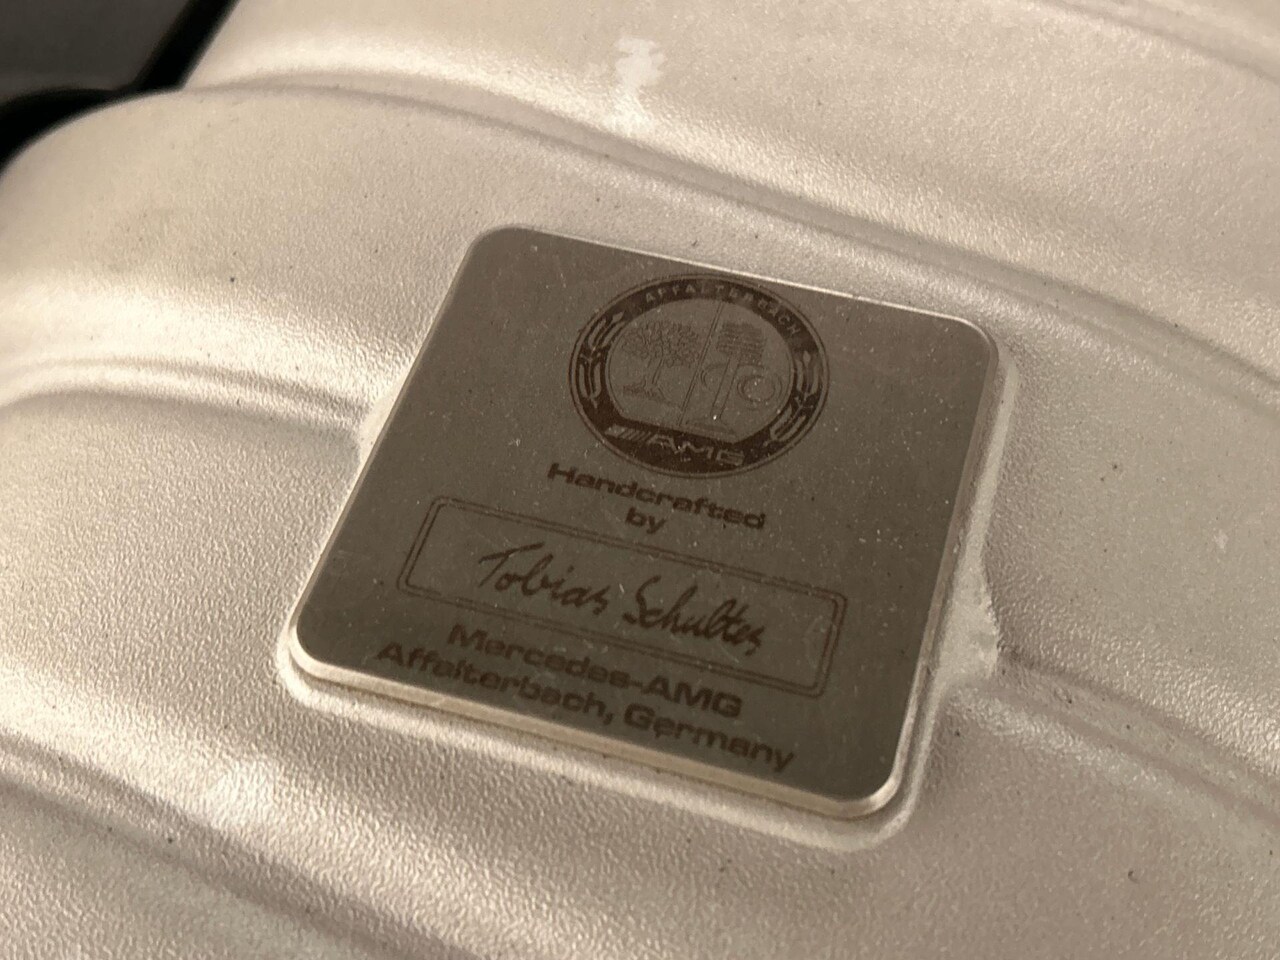 AFFALTERBACH
AMG
Handcrafted
by
Tobias Schultes
Mercedes-AMG
Affalterbach, Germany